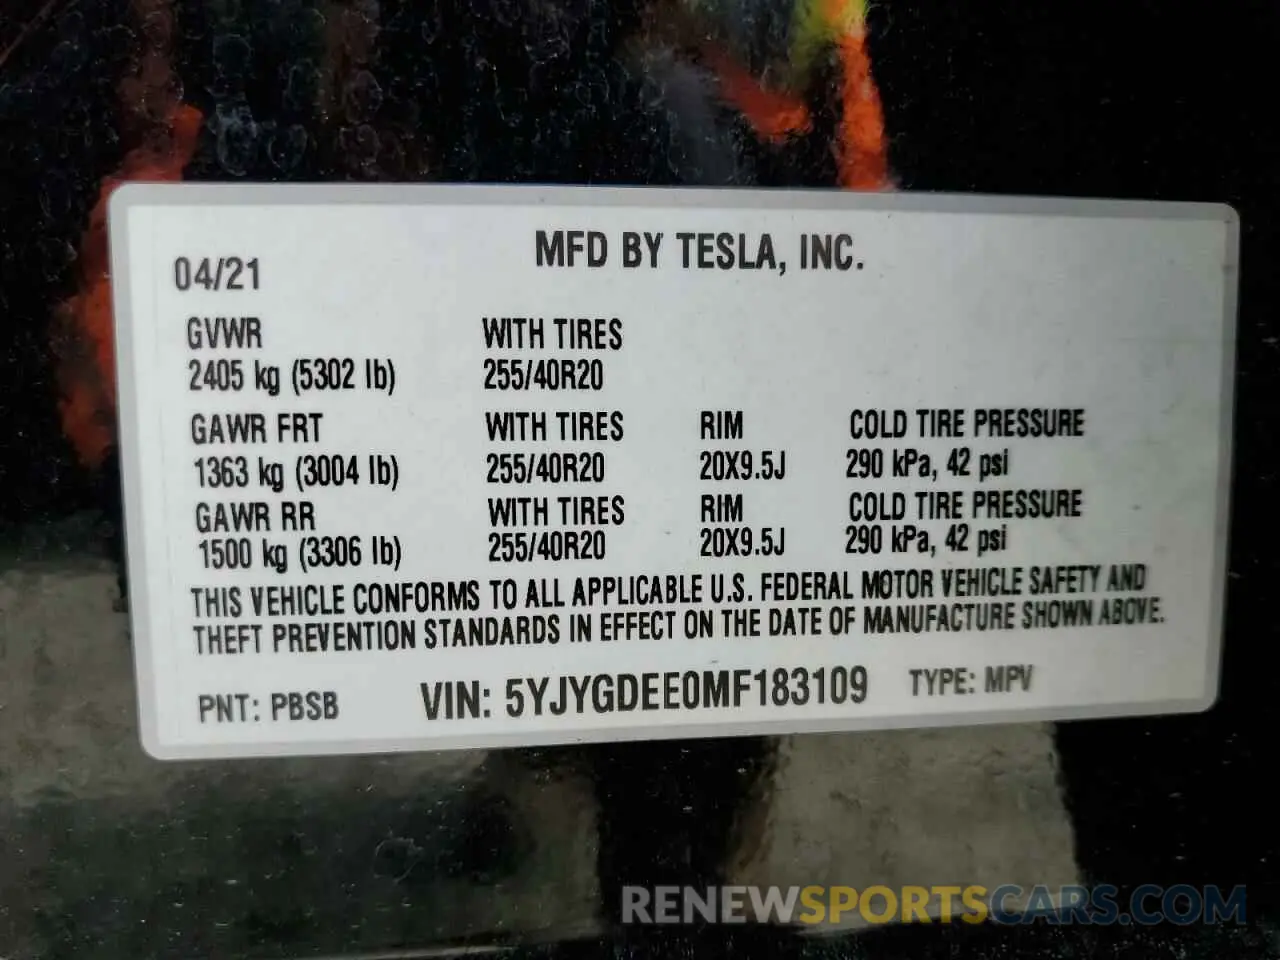 MFD BY TESLA, INC.
04/21
GVWR WITH TIRES
2405 kg (5302 lb) 255/40R20
GAWR FRT WITH TIRES RIM COLD TIRE PRESSURE
1363 kg (3004 lb) 255/40R20 20X9.5J 290 kPa, 42 psi
GAWR RR WITH TIRES RIM COLD TIRE PRESSURE
1500 kg (3306 lb) 255/40R20 20X9.5J 290 kPa, 42 psi
THIS VEHICLE CONFORMS TO ALL APPLICABLE U.S. FEDERAL MOTOR VEHICLE SAFETY AND
THEFT PREVENTION STANDARDS IN EFFECT ON THE DATE OF MANUFACTURE SHOWN ABOVE.
PNT: PBSB VIN: 5YJYGDEE0MF183109 TYPE: MPV
RENEWSPORTSCARS.COM